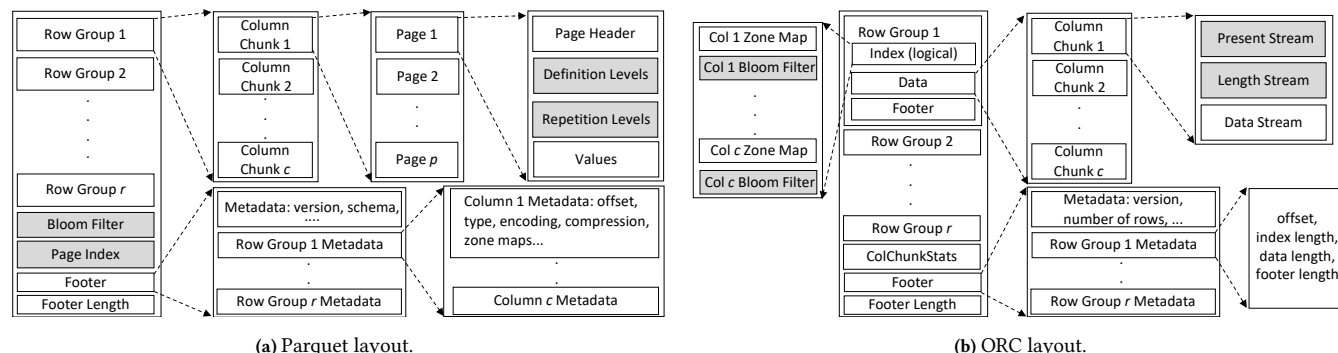 Row Group 1
Row Group 2
.
.
.
.
Row Group r
Bloom Filter
Page Index
Footer
Footer Length
Column
Chunk 1
Column
Chunk 2
.
.
.
Column
Chunk c
Page 1
Page 2
.
.
.
Page p
Page Header
Definition Levels
Repetition Levels
Values
Metadata: version, schema,
....
Row Group 1 Metadata
.
.
Row Group r Metadata
Column 1 Metadata: offset,
type, encoding, compression,
zone maps...
.
.
Column c Metadata
(a) Parquet layout.
Col 1 Zone Map
Col 1 Bloom Filter
.
.
.
Col c Zone Map
Col c Bloom Filter
Row Group 1
Index (logical)
Data
Footer
Row Group 2
.
.
.
Row Group r
ColChunkStats
Footer
Footer Length
Column
Chunk 1
Column
Chunk 2
.
.
.
Column
Chunk c
Present Stream
Length Stream
Data Stream
Metadata: version,
number of rows, ...
Row Group 1 Metadata
.
.
Row Group r Metadata
offset,
index length,
data length,
footer length
(b) ORC layout.